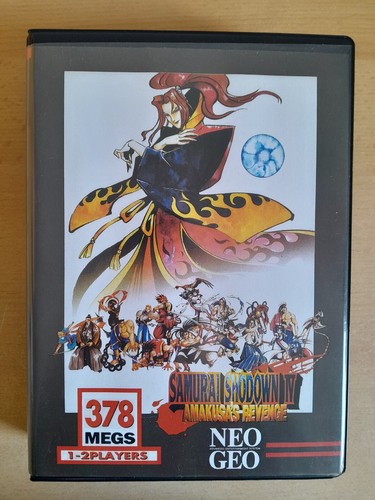 SAMURAI SHODOWN IV
AMAKUSA'S REVENGE
378
MEGS
1-2PLAYERS
NEO
GEO